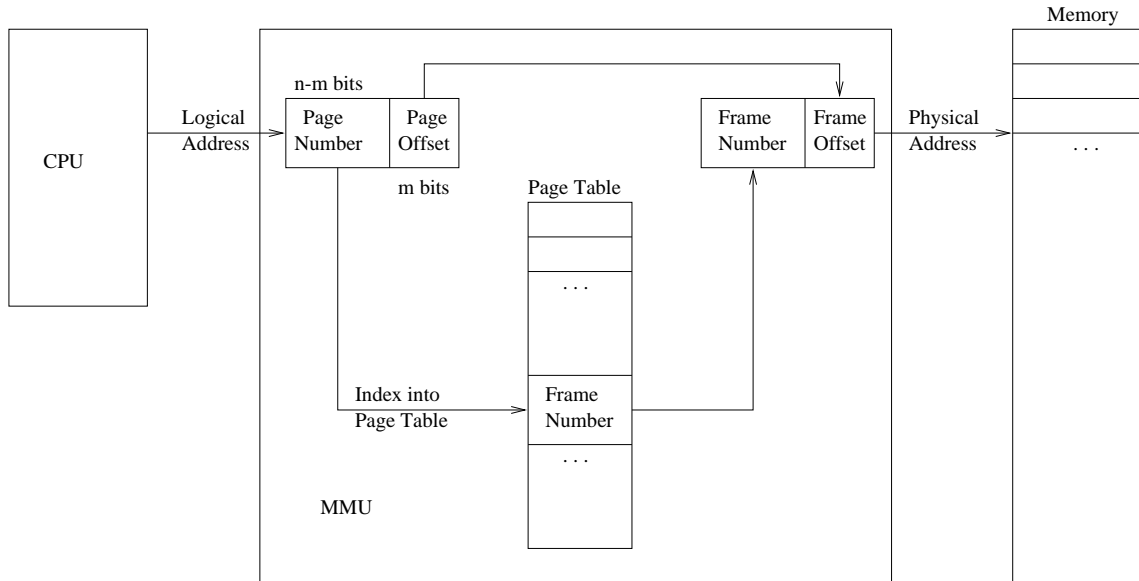 Memory
n-m bits
Logical
Address
Page
Number
Page
Offset
Frame
Number
Frame
Offset
Physical
Address
CPU
. . .
m bits
Page Table
. . .
Index into
Page Table
Frame
Number
. . .
MMU